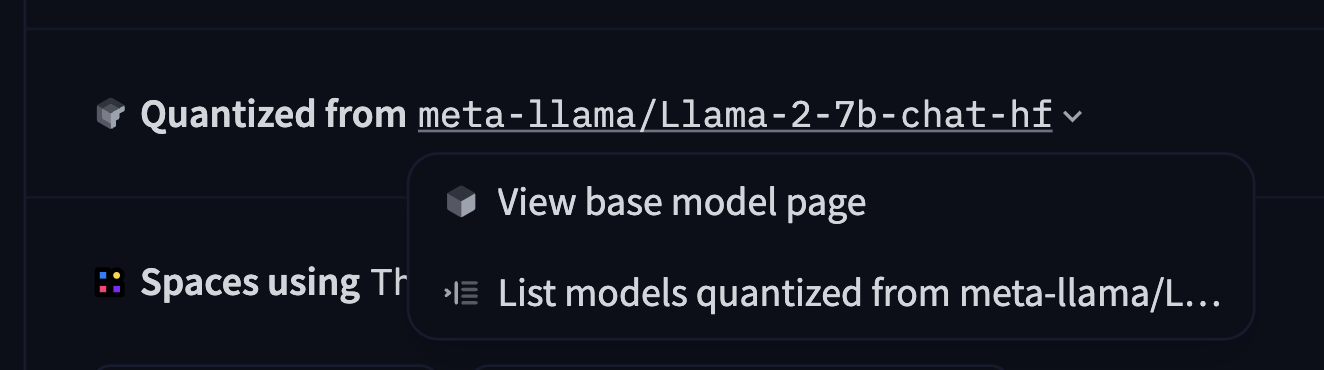 Quantized from meta-llama/Llama-2-7b-chat-hf
View base model page
Spaces using
List models quantized from meta-llama/L...